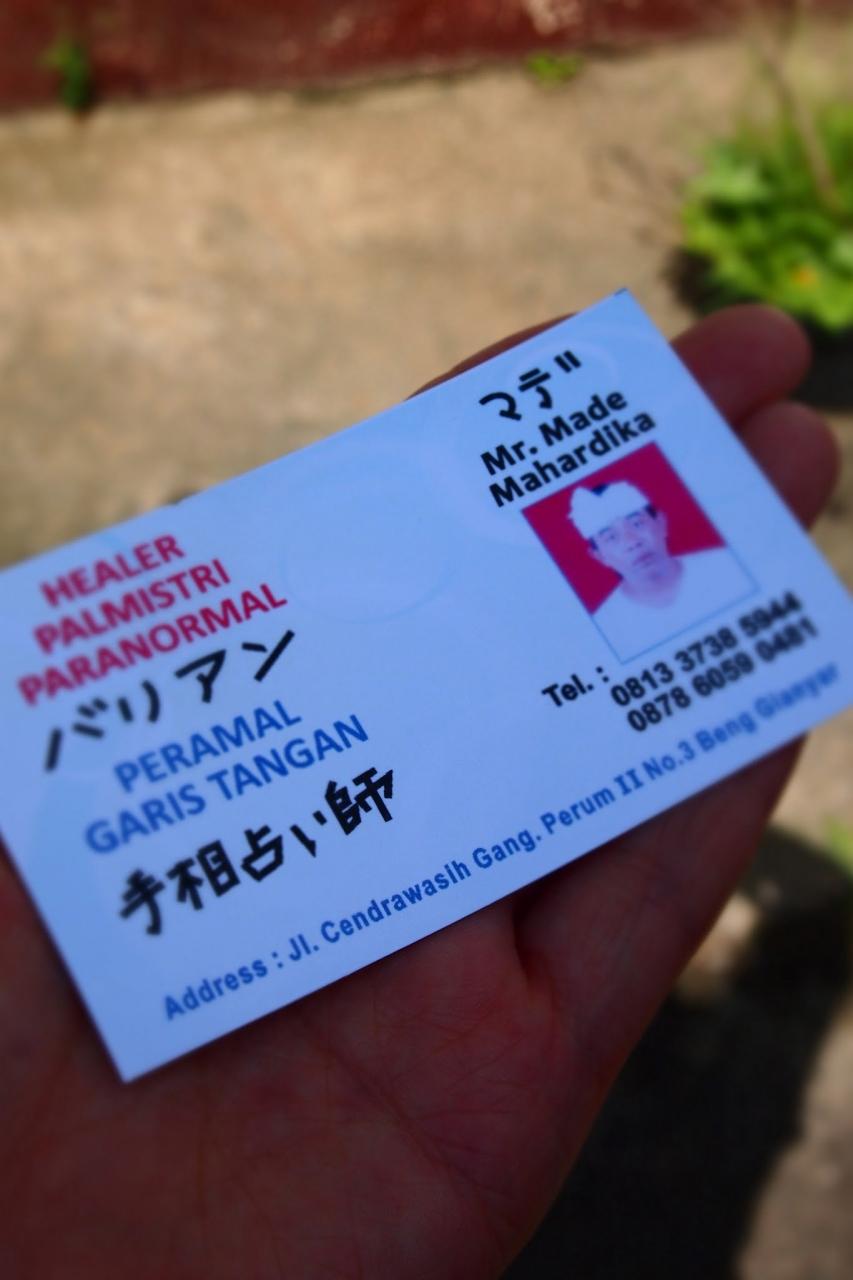 マデ
Mr. Made
Mahardika
HEALER
PALMISTRI
PARANORMAL
バリアン
PERAMAL
GARIS TANGAN
手相占い師
Tel. : 0813 3738 5944
0878 6059 0481
Address : Jl. Cendrawasih Gang. Perum II No.3 Beng Gianyar